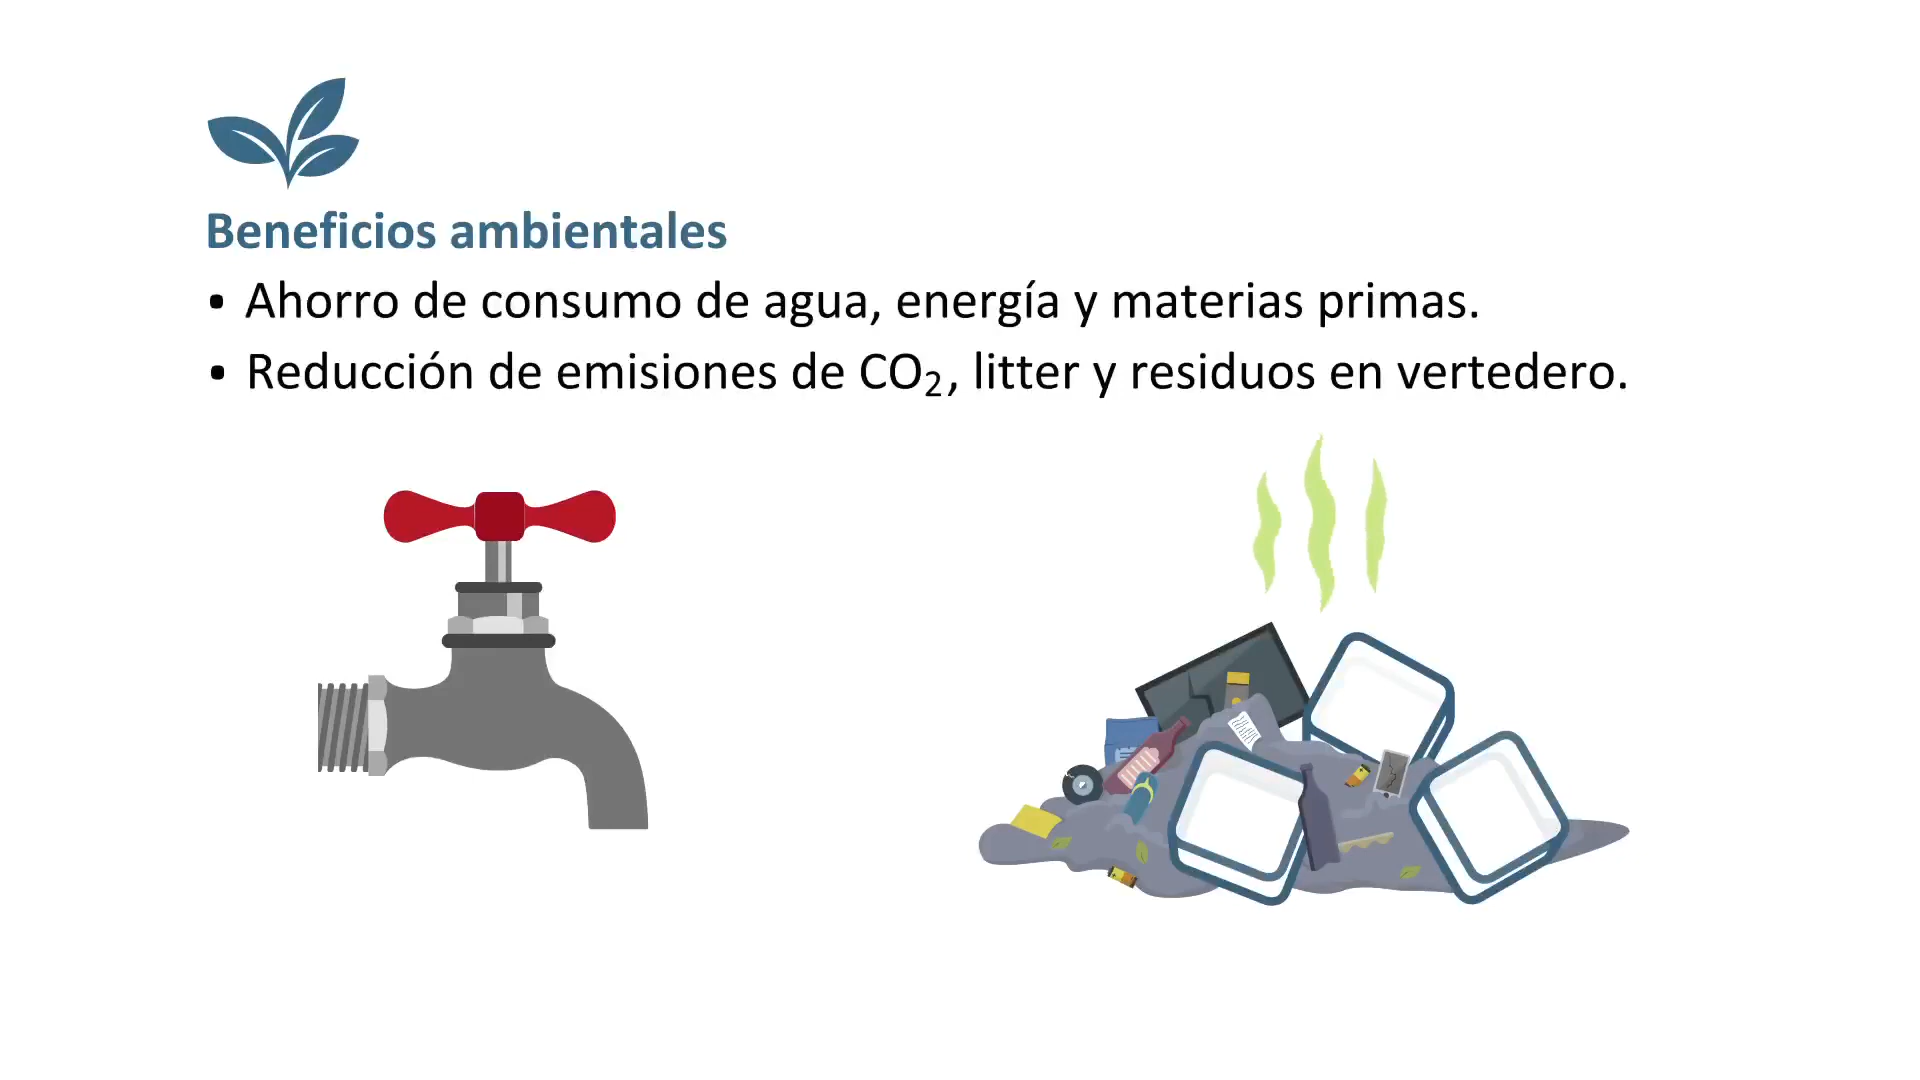 Beneficios ambientales
• Ahorro de consumo de agua, energía y materias primas.
• Reducción de emisiones de CO₂, litter y residuos en vertedero.